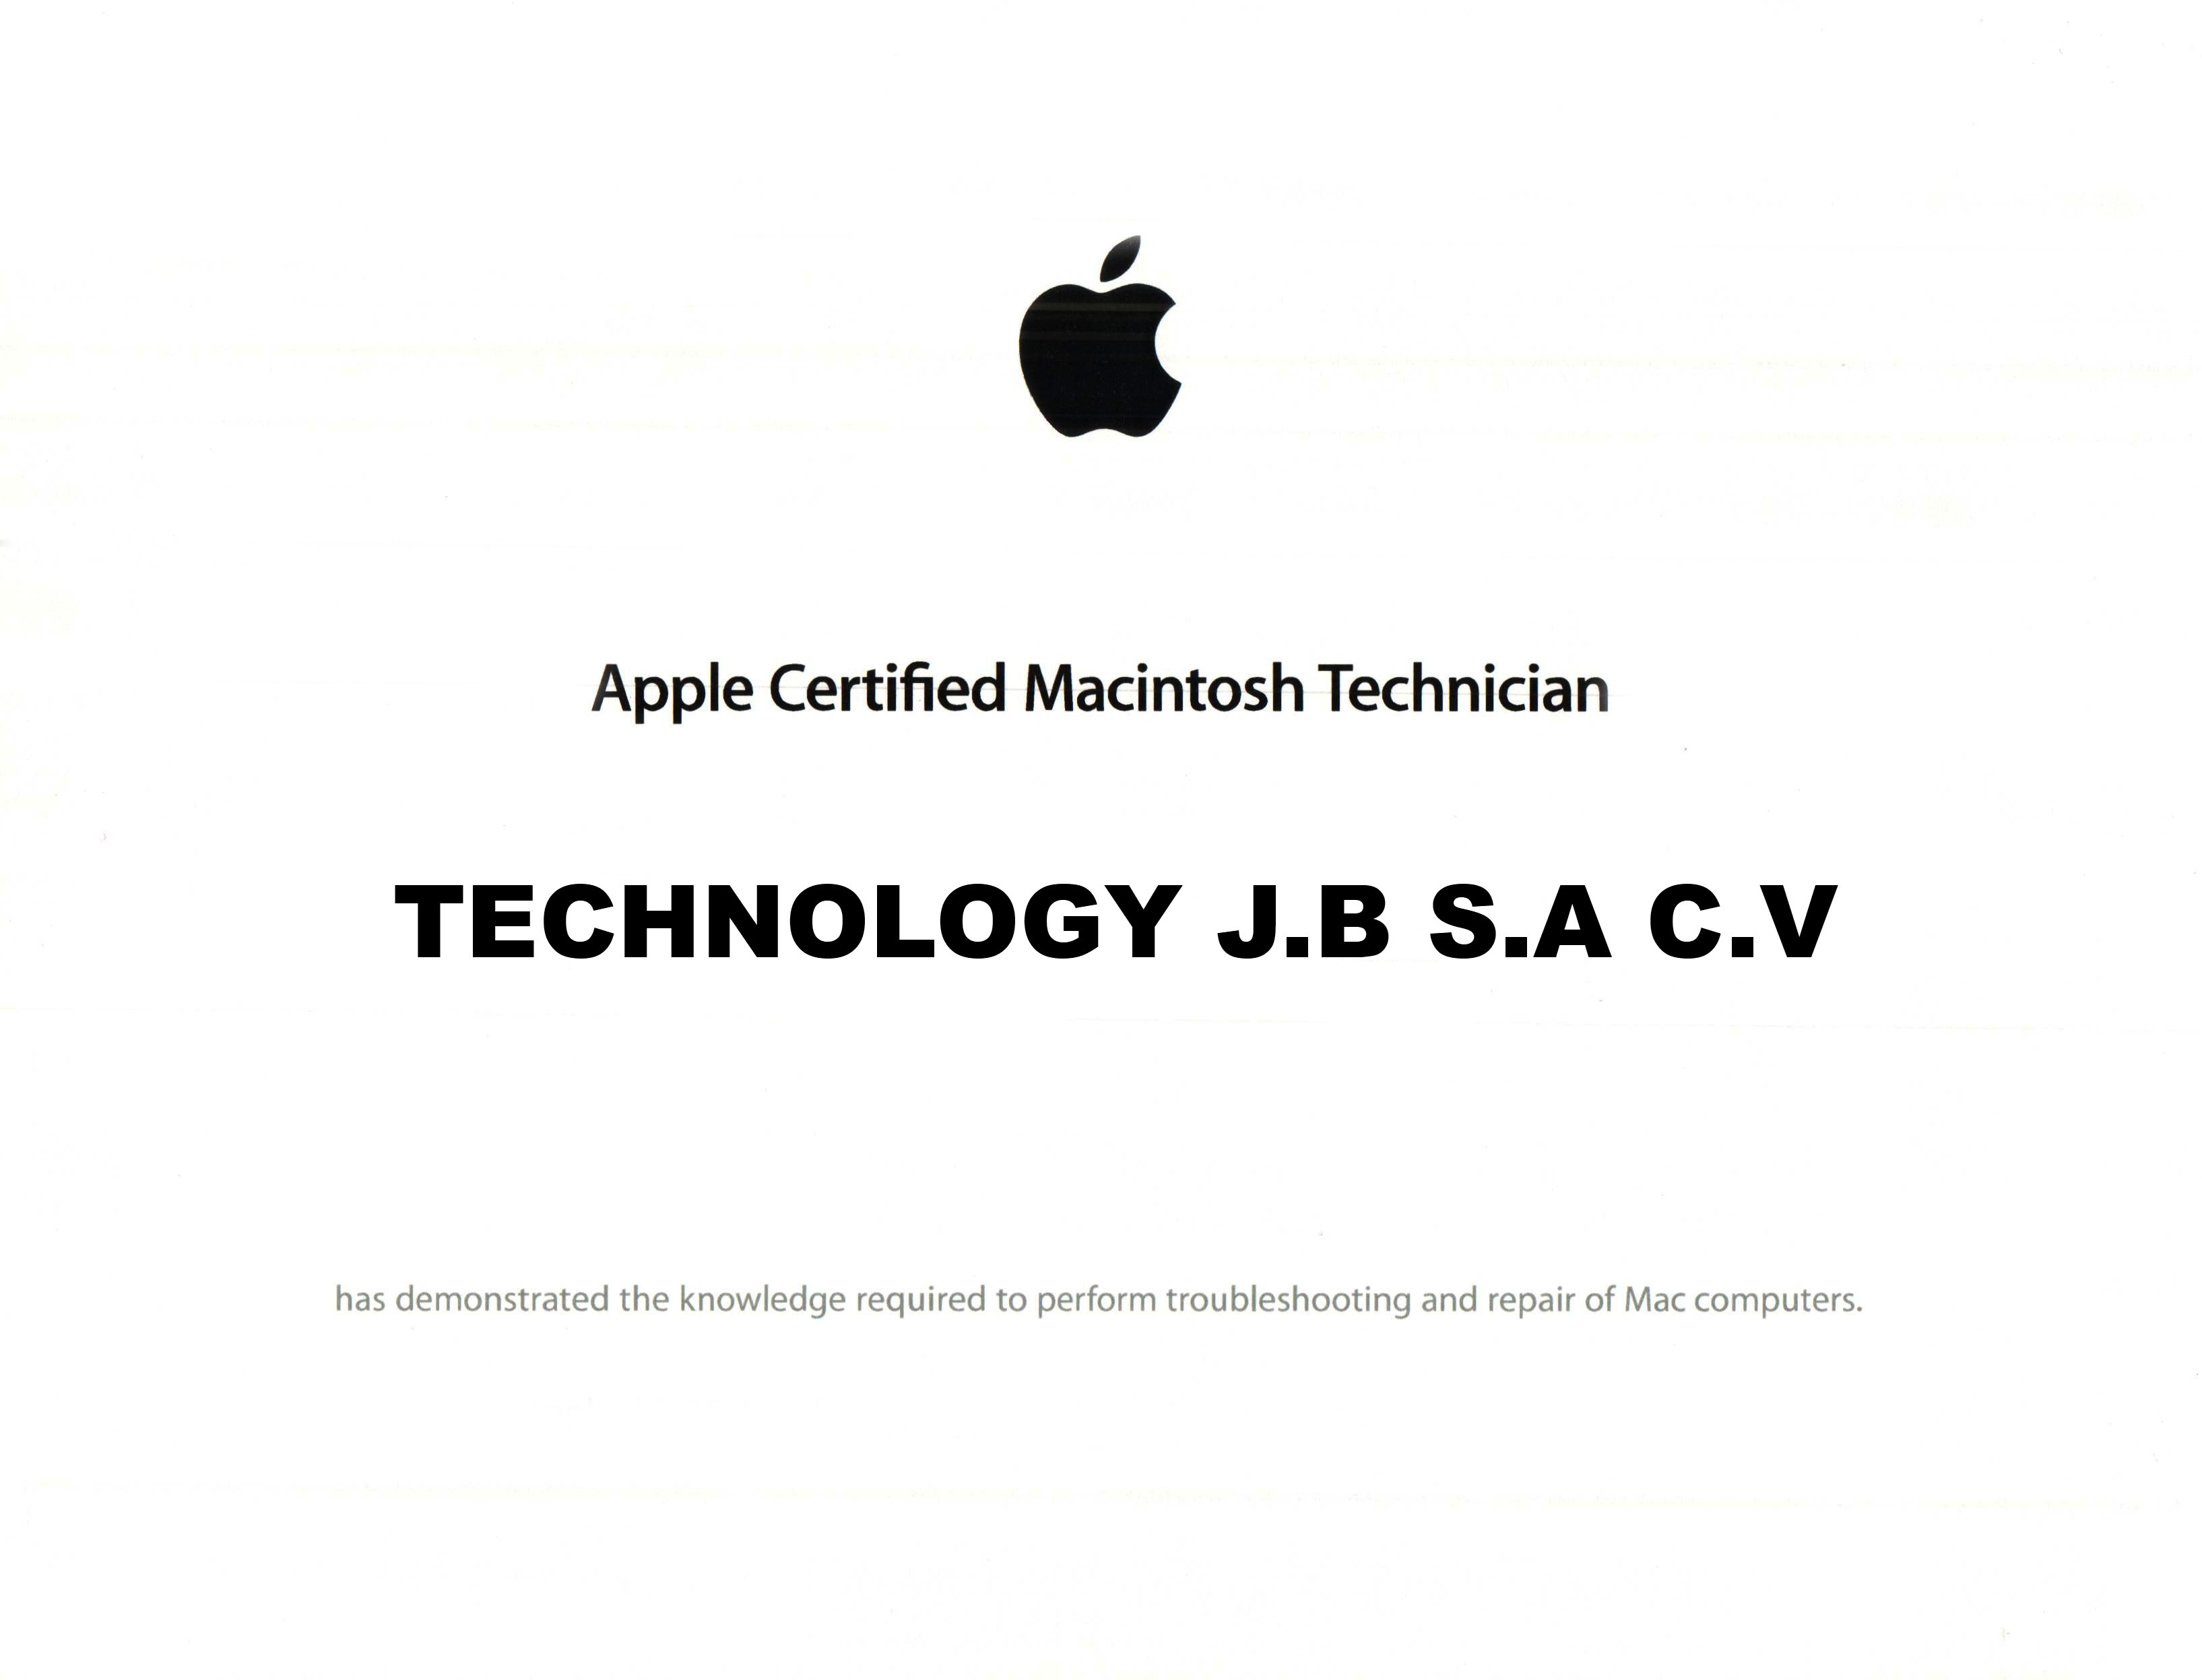 Apple Certified Macintosh Technician
TECHNOLOGY J.B S.A C.V
has demonstrated the knowledge required to perform troubleshooting and repair of Mac computers.